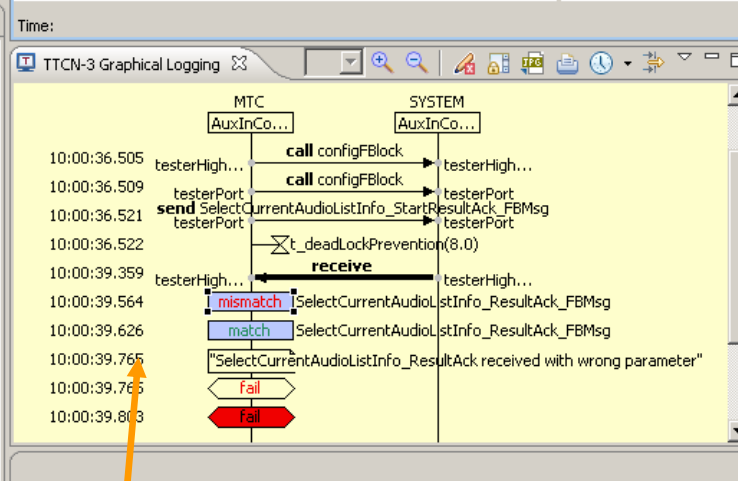 Time:
TTCN-3 Graphical Logging
JPG
MTC SYSTEM
AuxInCo... AuxInCo...
10:00:36.505 testerHigh... call configFBlock testerHigh...
10:00:36.509 testerPort call configFBlock testerPort
10:00:36.521 testerPort send SelectCurrentAudioListInfo_StartResultAck_FBMsg testerPort
10:00:36.522 t_deadLockPrevention(8.0)
10:00:39.359 testerHigh... receive testerHigh...
10:00:39.564 mismatch SelectCurrentAudioListInfo_ResultAck_FBMsg
10:00:39.626 match SelectCurrentAudioListInfo_ResultAck_FBMsg
10:00:39.765 "SelectCurrentAudioListInfo_ResultAck received with wrong parameter"
10:00:39.765 fail
10:00:39.803 fail